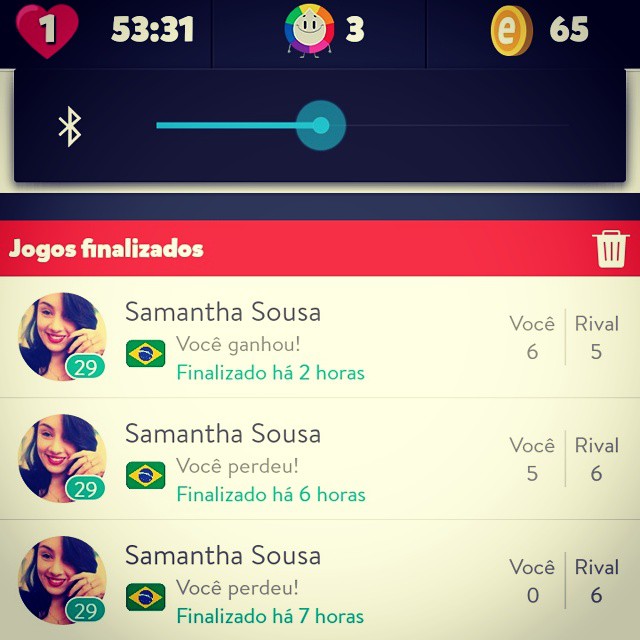 1 53:31 3 65
Jogos finalizados
Samantha Sousa
Você ganhou!
Finalizado há 2 horas
29
Você Rival
6 5
Samantha Sousa
Você perdeu!
Finalizado há 6 horas
29
Você Rival
5 6
Samantha Sousa
Você perdeu!
Finalizado há 7 horas
29
Você Rival
0 6